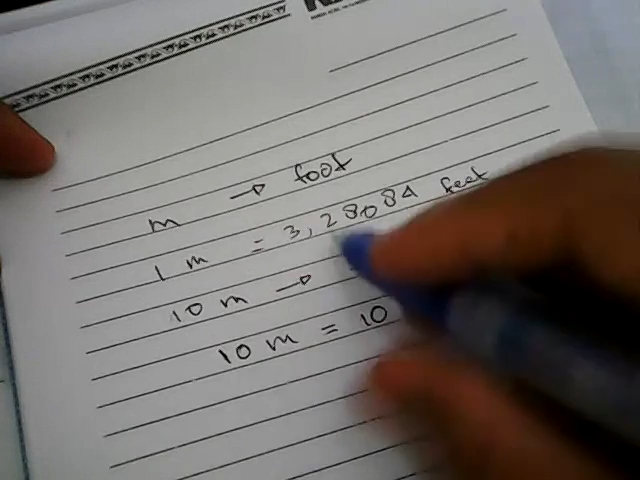 m → foot
1 m = 3,28084 feet
10 m →
10 m = 10